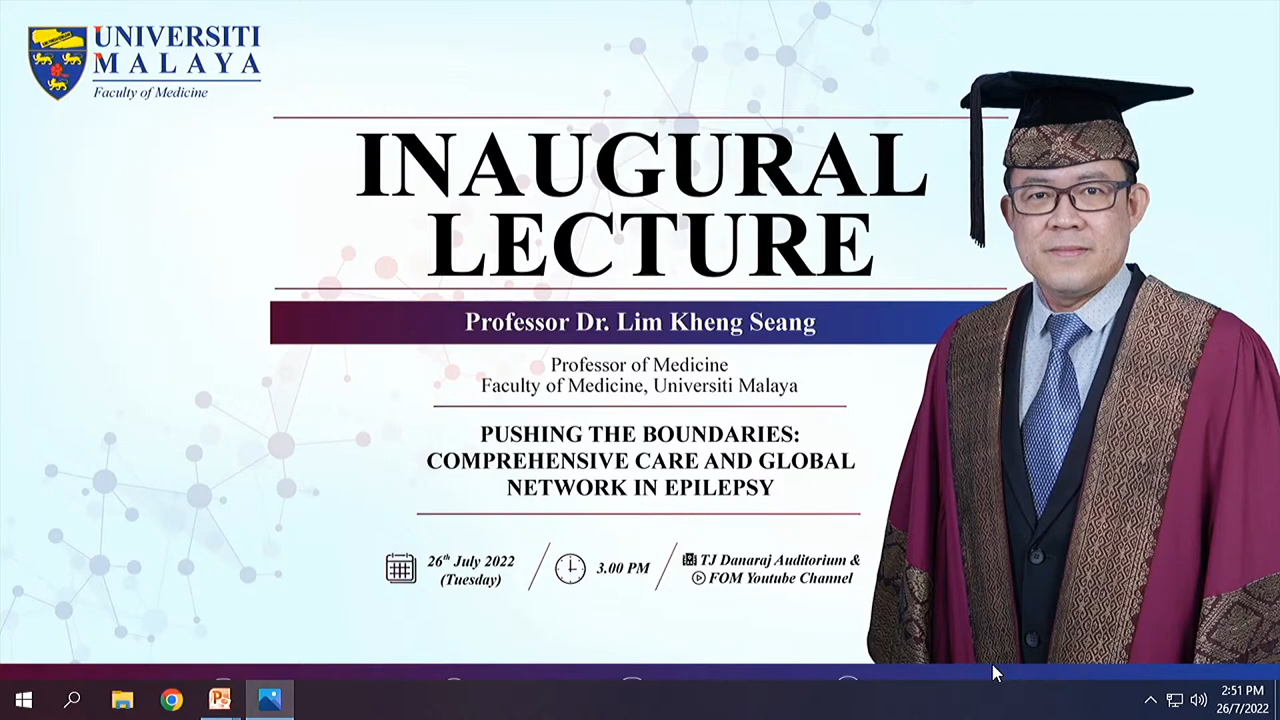 UNIVERSITI
MALAYA
Faculty of Medicine
INAUGURAL
LECTURE
Professor Dr. Lim Kheng Seang
Professor of Medicine
Faculty of Medicine, Universiti Malaya
PUSHING THE BOUNDARIES:
COMPREHENSIVE CARE AND GLOBAL
NETWORK IN EPILEPSY
26th July 2022
(Tuesday)
3.00 PM
TJ Danaraj Auditorium &
FOM Youtube Channel
2:51 PM
26/7/2022